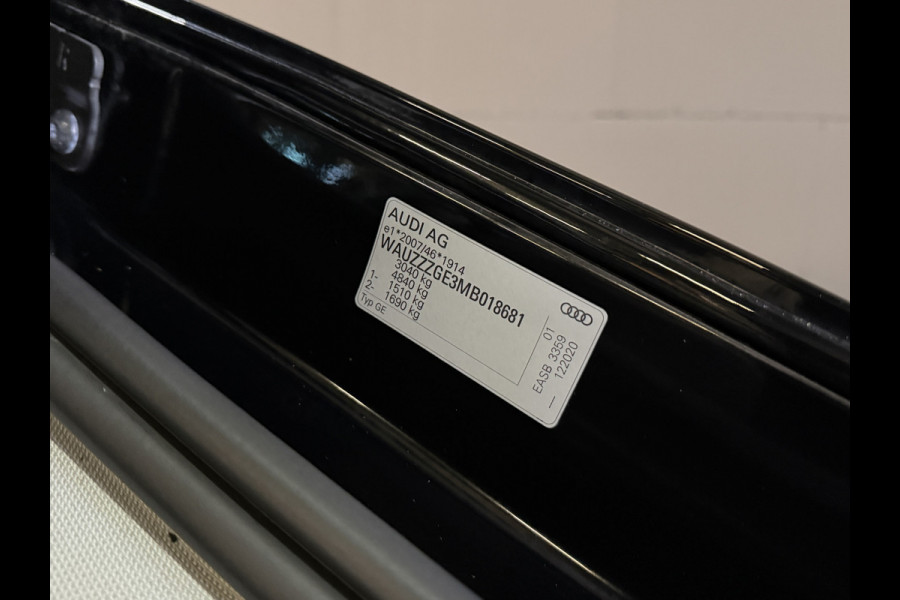 AUDI AG
e1*2007/46*1914
WAUZZZGE3MB018681
3040 kg
4840 kg
1- 1510 kg
2- 1690 kg
Typ GE
— 01
EASB 3359
— 122020